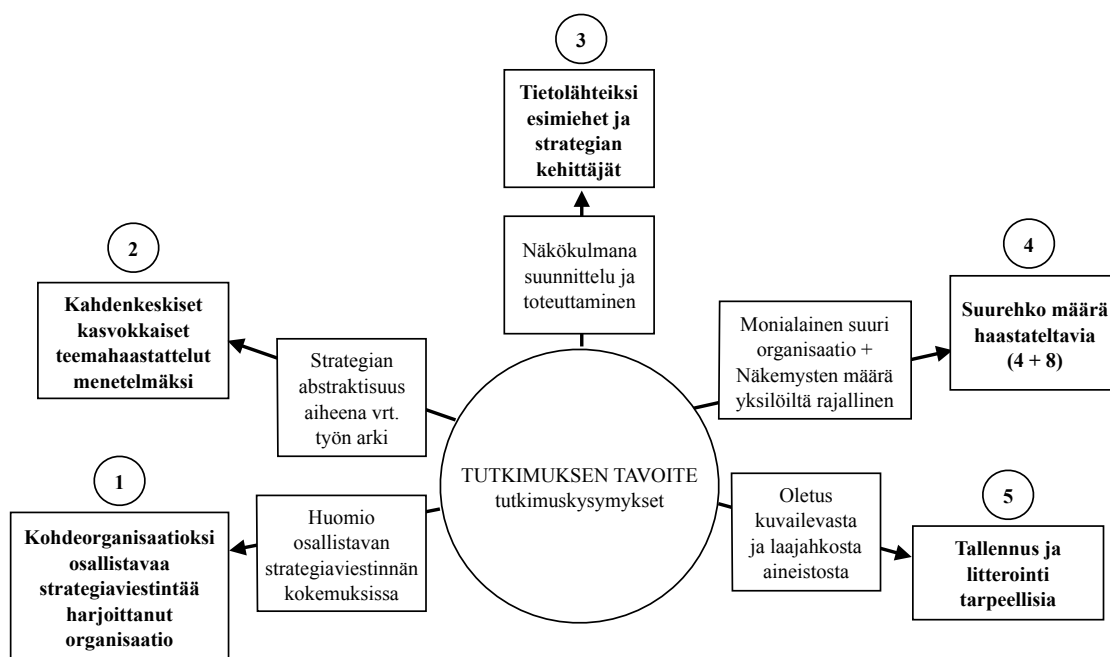 3
Tietolähteiksi
esimiehet ja
strategian
kehittäjät
Näkökulmana
suunnittelu ja
toteuttaminen
2
Kahdenkeskiset
kasvokkaiset
teemahaastattelut
menetelmäksi
Strategian
abstraktisuus
aiheena vrt.
työn arki
4
Suurehko määrä
haastateltavia
(4 + 8)
Monialainen suuri
organisaatio +
Näkemysten määrä
yksilöiltä rajallinen
TUTKIMUKSEN TAVOITE
tutkimuskysymykset
1
Kohdeorganisaatioksi
osallistavaa
strategiaviestintää
harjoittanut
organisaatio
Huomio
osallistavan
strategiaviestinnän
kokemuksissa
Oletus
kuvailevasta
ja laajahkosta
aineistosta
5
Tallennus ja
litterointi
tarpeellisia